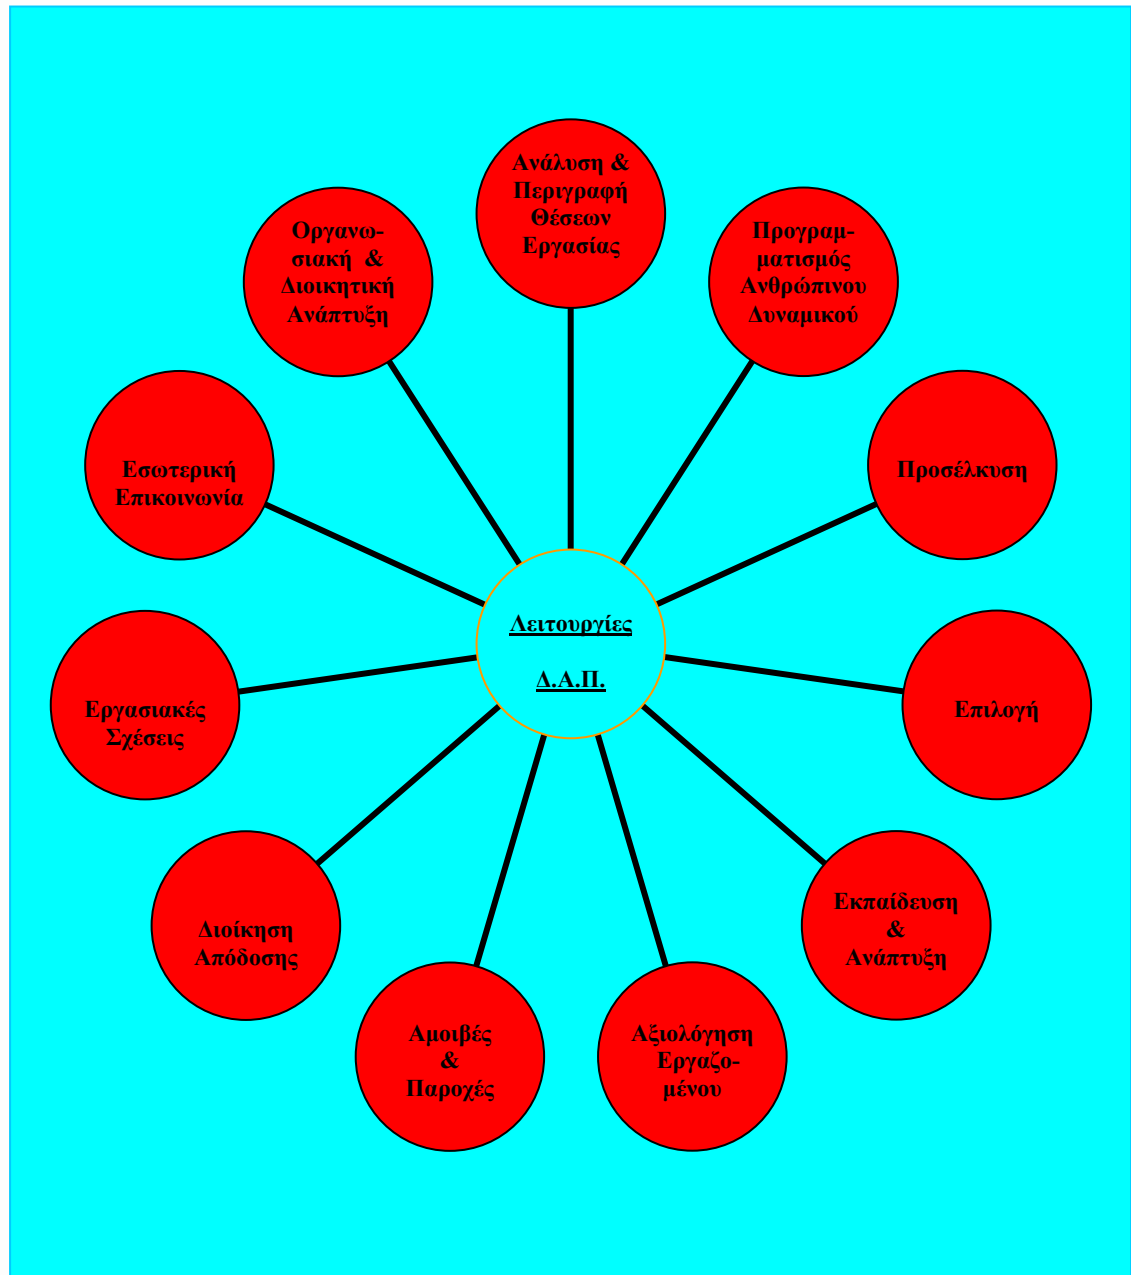 Ανάλυση &
Περιγραφή
Θέσεων
Εργασίας
Προγραμ-
ματισμός
Ανθρώπινου
Δυναμικού
Προσέλκυση
Επιλογή
Εκπαίδευση
&
Ανάπτυξη
Αξιολόγηση
Εργαζο-
μένου
Αμοιβές
&
Παροχές
Διοίκηση
Απόδοσης
Εργασιακές
Σχέσεις
Εσωτερική
Επικοινωνία
Οργανω-
σιακή &
Διοικητική
Ανάπτυξη
Λειτουργίες
Δ.Α.Π.